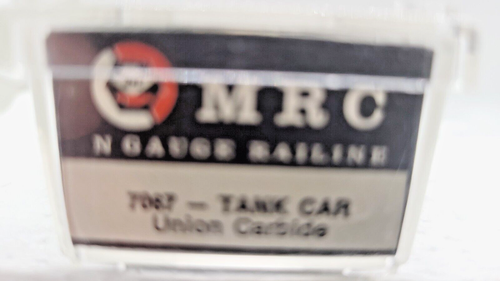 MRC
N GAUGE RAILINE
7067 — TANK CAR
Union Carbide